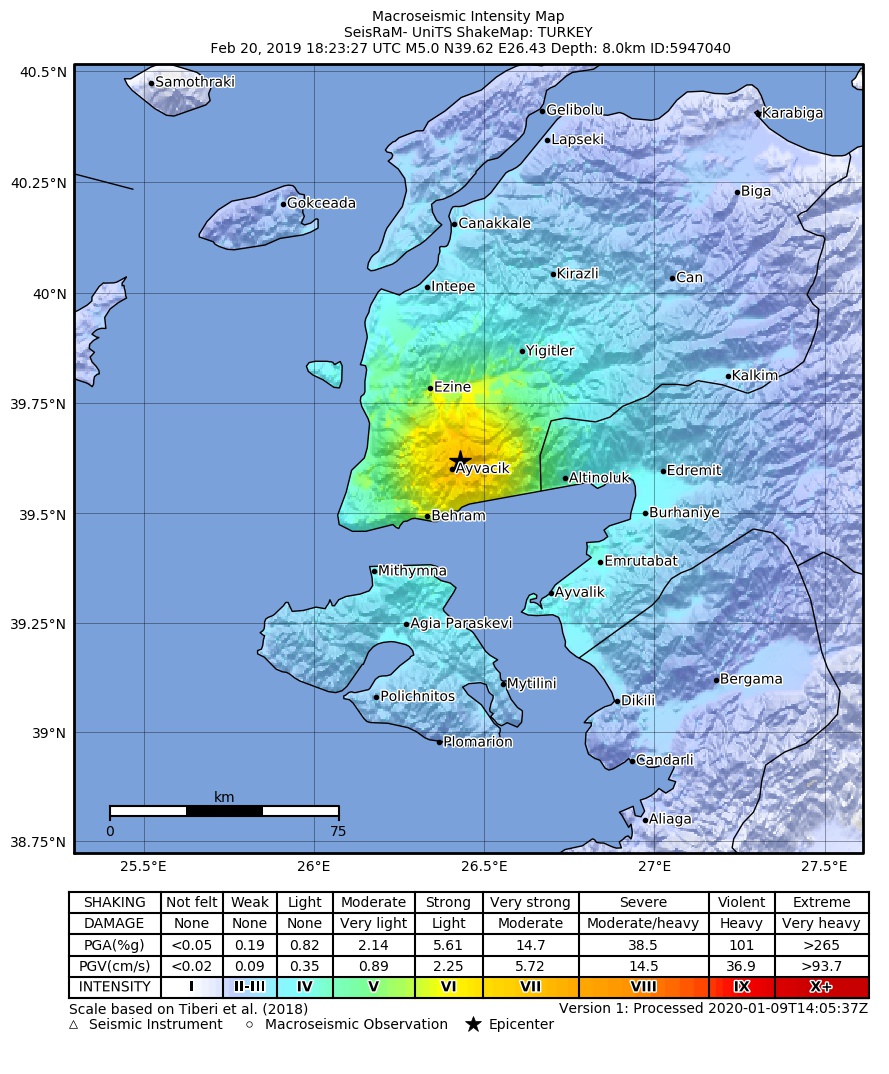 Macroseismic Intensity Map
SeisRaM- UniTS ShakeMap: TURKEY
Feb 20, 2019 18:23:27 UTC M5.0 N39.62 E26.43 Depth: 8.0km ID:5947040
40.5°N
Samothraki
Gelibolu
Karabiga
Lapseki
40.25°N
Biga
Gokceada
Canakkale
Kirazli
Can
Intepe
40°N
Yigitler
Kalkim
Ezine
39.75°N
Ayvacik
Edremit
Altinoluk
39.5°N
Behram
Burhaniye
Emrutabat
Mithymna
Ayvalik
39.25°N
Agia Paraskevi
Bergama
Mytilini
Polichnitos
Dikili
39°N
Plomarion
Candarli
km
0 75
Aliaga
38.75°N
25.5°E 26°E 26.5°E 27°E 27.5°E
SHAKING Not felt Weak Light Moderate Strong Very strong Severe Violent Extreme
DAMAGE None None None Very light Light Moderate Moderate/heavy Heavy Very heavy
PGA(%g) <0.05 0.19 0.82 2.14 5.61 14.7 38.5 101 >265
PGV(cm/s) <0.02 0.09 0.35 0.89 2.25 5.72 14.5 36.9 >93.7
INTENSITY I II-III IV V VI VII VIII IX X+
Scale based on Tiberi et al. (2018) Version 1: Processed 2020-01-09T14:05:37Z
Seismic Instrument Macroseismic Observation Epicenter